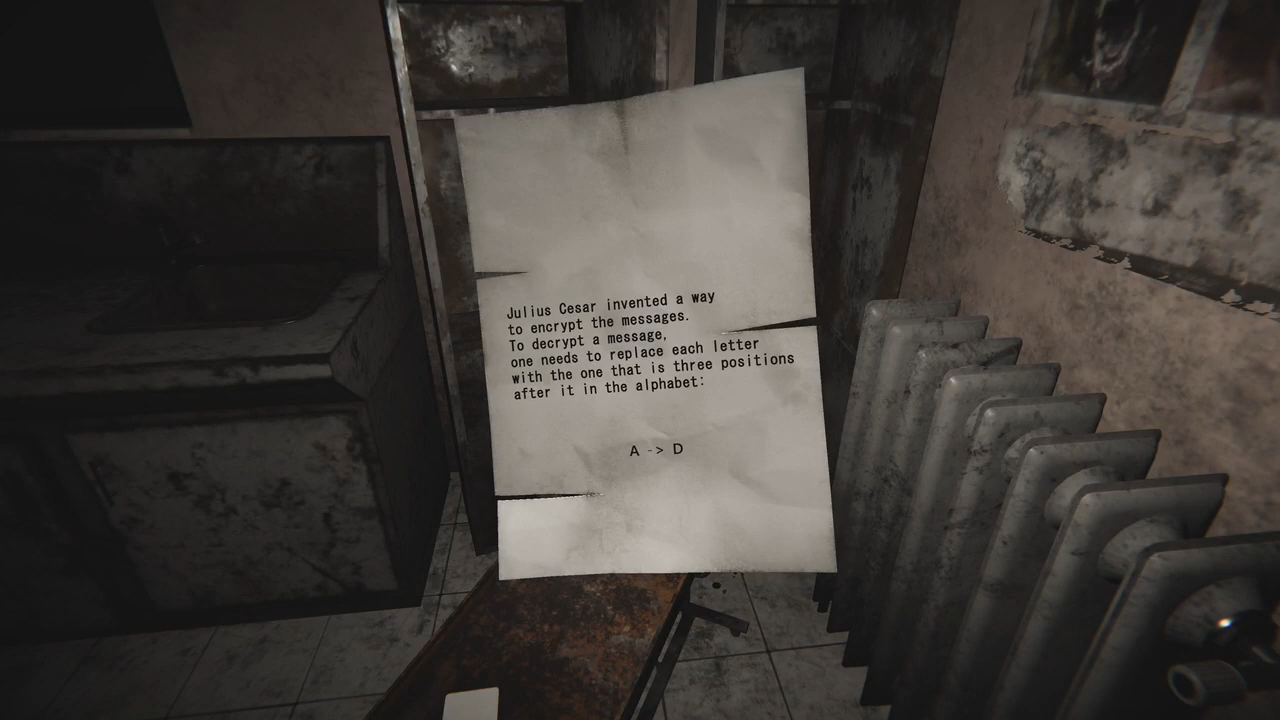 Julius Cesar invented a way
to encrypt the messages.
To decrypt a message,
one needs to replace each letter
with the one that is three positions
after it in the alphabet:
A -> D